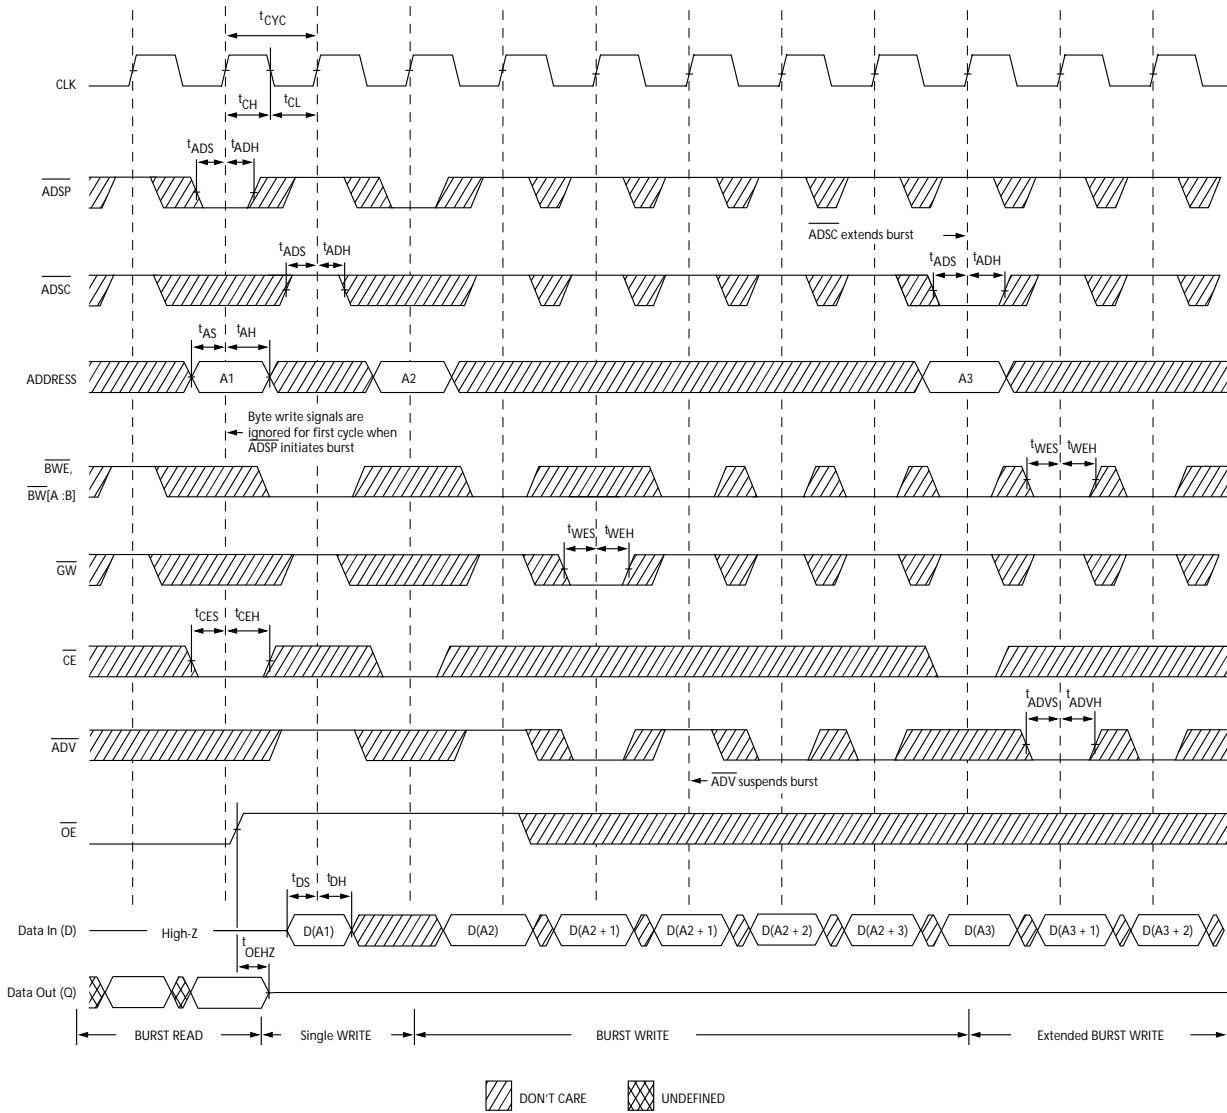 tCYC
CLK
tCH tCL
tADS tADH
ADSP
ADSC extends burst
tADS tADH tADS tADH
ADSC
tAS tAH
ADDRESS A1 A2 A3
Byte write signals are
ignored for first cycle when
ADSP initiates burst
BWE,
BW[A :B]
tWES tWEH
tWES tWEH
GW
tCES tCEH
CE
tADVS tADVH
ADV
ADV suspends burst
OE
tDS tDH
Data In (D) High-Z D(A1) D(A2) D(A2 + 1) D(A2 + 1) D(A2 + 2) D(A2 + 3) D(A3) D(A3 + 1) D(A3 + 2)
tOEHZ
Data Out (Q)
BURST READ Single WRITE BURST WRITE Extended BURST WRITE
DON'T CARE UNDEFINED